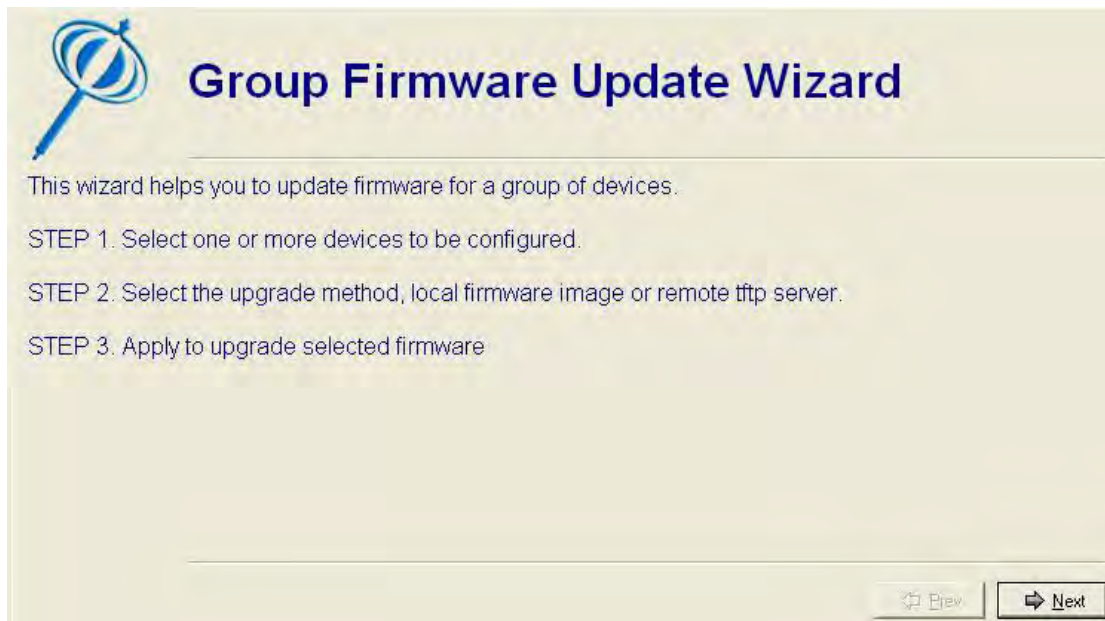 Group Firmware Update Wizard
This wizard helps you to update firmware for a group of devices.
STEP 1. Select one or more devices to be configured.
STEP 2. Select the upgrade method, local firmware image or remote tftp server.
STEP 3. Apply to upgrade selected firmware
Prev
Next